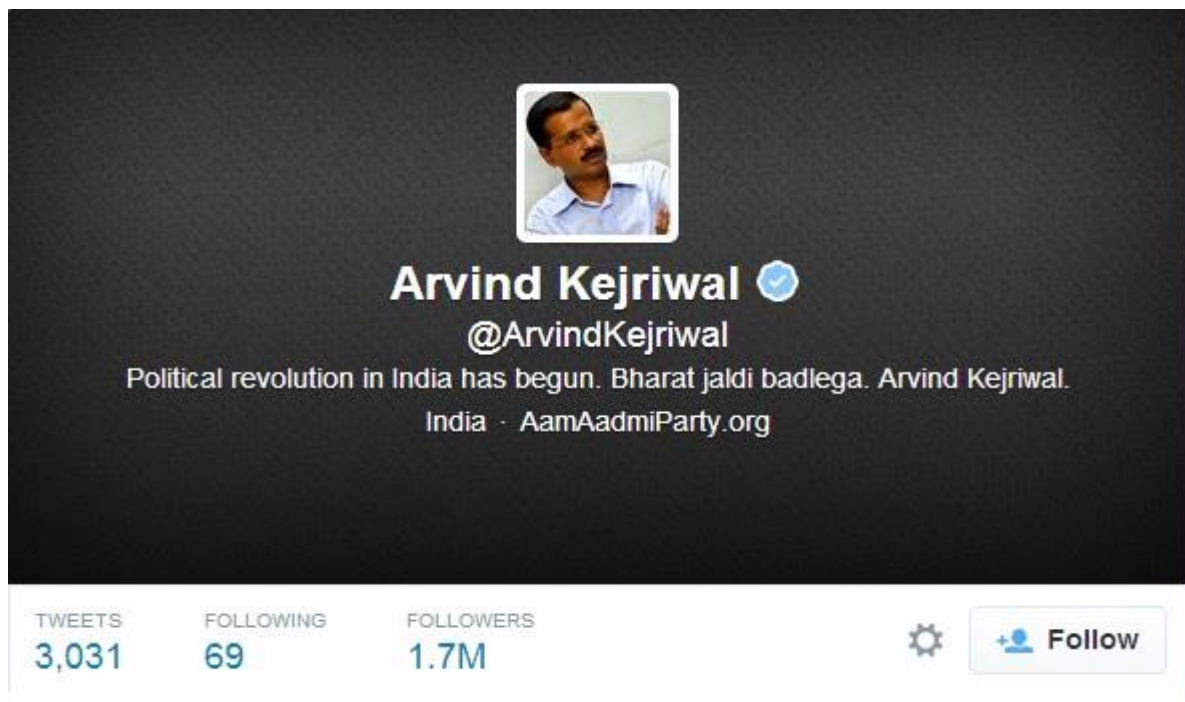 Arvind Kejriwal
@ArvindKejriwal
Political revolution in India has begun. Bharat jaldi badlega. Arvind Kejriwal.
India · AamAadmiParty.org
TWEETS FOLLOWING FOLLOWERS
3,031 69 1.7M Follow